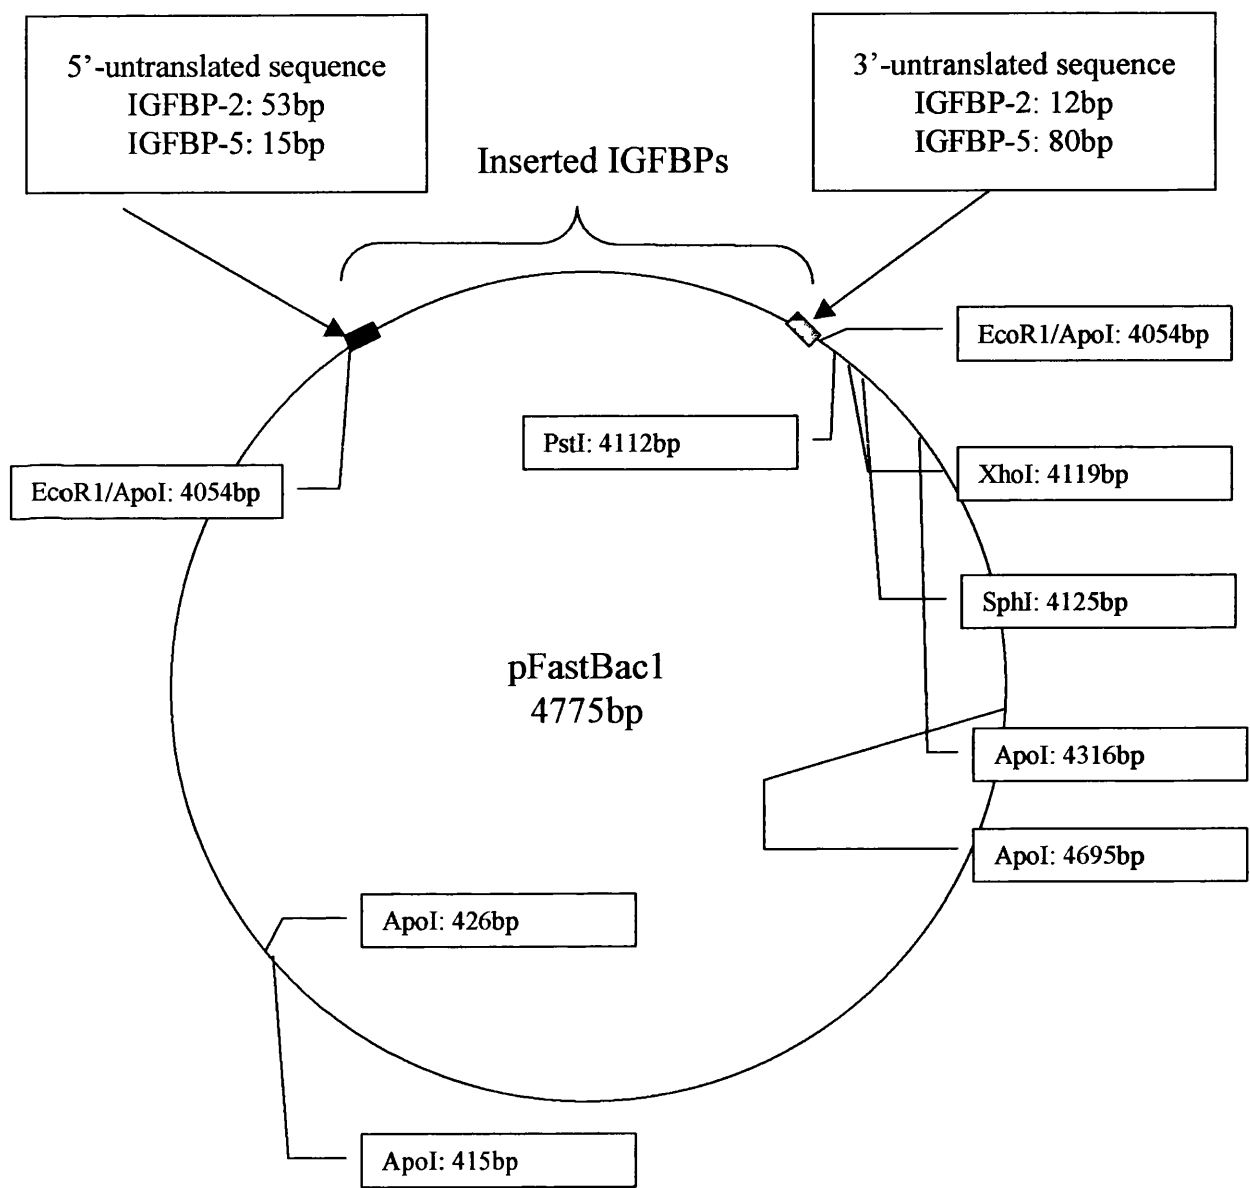 5’-untranslated sequence
IGFBP-2: 53bp
IGFBP-5: 15bp
3’-untranslated sequence
IGFBP-2: 12bp
IGFBP-5: 80bp
Inserted IGFBPs
EcoR1/ApoI: 4054bp
PstI: 4112bp
XhoI: 4119bp
EcoR1/ApoI: 4054bp
SphI: 4125bp
pFastBac1
4775bp
ApoI: 4316bp
ApoI: 4695bp
ApoI: 426bp
ApoI: 415bp